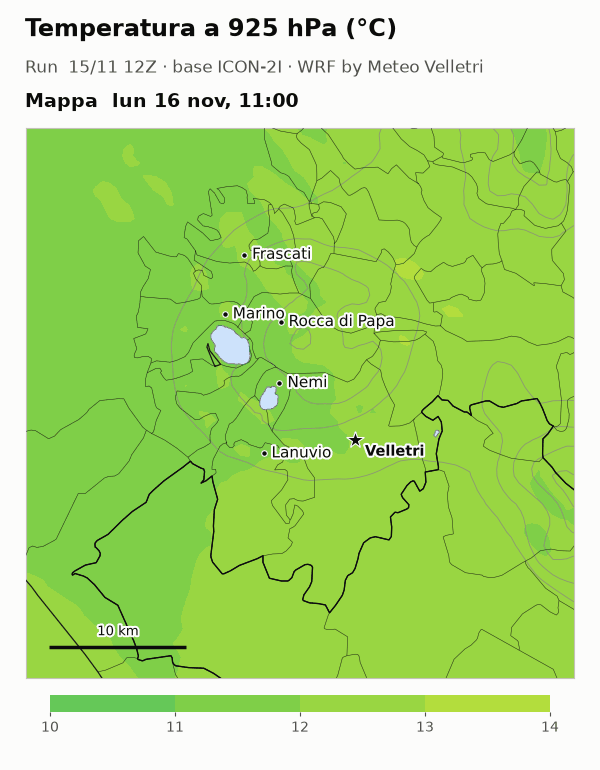 Temperatura a 925 hPa (°C)
Run  15/11 12Z · base ICON-2I · WRF by Meteo Velletri
Mappa  lun 16 nov, 11:00
Frascati
Marino
Rocca di Papa
Nemi
Velletri
Lanuvio
10 km
10 11 12 13 14